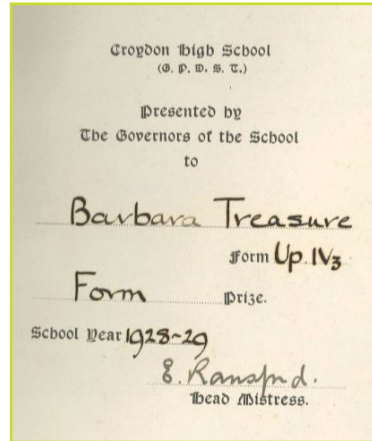 Croydon High School
(G. P. D. S. T.)
Presented by
The Governors of the School
to
Barbara Treasure
Form Up. IV3
Form Prize.
School Year 1928-29
E. Ransford.
Head Mistress.